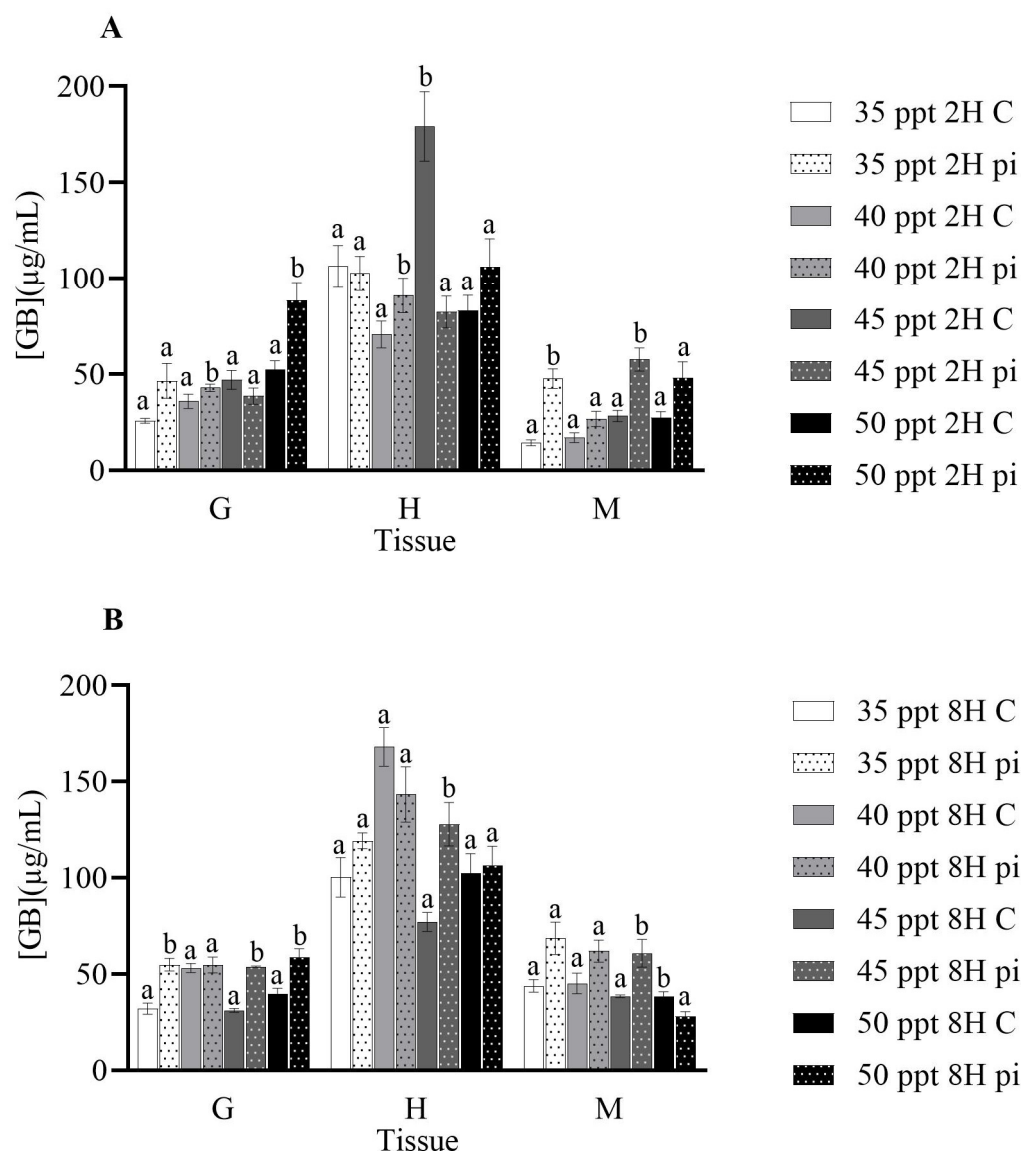 A
[GB](µg/mL)
200
150
100
50
0
a a a b a a a b
a a a b b a a a
a b a a a b a a
G H M
Tissue
35 ppt 2H C
35 ppt 2H pi
40 ppt 2H C
40 ppt 2H pi
45 ppt 2H C
45 ppt 2H pi
50 ppt 2H C
50 ppt 2H pi
B
[GB](µg/mL)
200
150
100
50
0
a b a a a b a b
a a a a a b a a
a a a a a b b a
G H M
Tissue
35 ppt 8H C
35 ppt 8H pi
40 ppt 8H C
40 ppt 8H pi
45 ppt 8H C
45 ppt 8H pi
50 ppt 8H C
50 ppt 8H pi